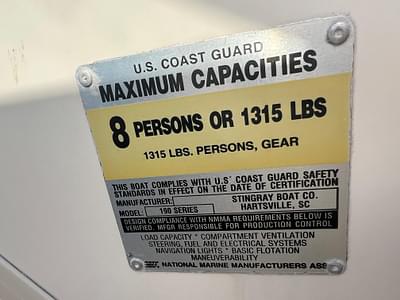 U.S. COAST GUARD
MAXIMUM CAPACITIES
8 PERSONS OR 1315 LBS
1315 LBS. PERSONS, GEAR
THIS BOAT COMPLIES WITH U.S. COAST GUARD SAFETY
STANDARDS IN EFFECT ON THE DATE OF CERTIFICATION
MANUFACTURER: STINGRAY BOAT CO.
HARTSVILLE, SC
MODEL: 190 SERIES
DESIGN COMPLIANCE WITH NMMA REQUIREMENTS BELOW IS
VERIFIED. MFGR RESPONSIBLE FOR PRODUCTION CONTROL
LOAD CAPACITY * COMPARTMENT VENTILATION
STEERING, FUEL AND ELECTRICAL SYSTEMS
NAVIGATION LIGHTS * BASIC FLOTATION
MANEUVERABILITY
NATIONAL MARINE MANUFACTURERS ASS